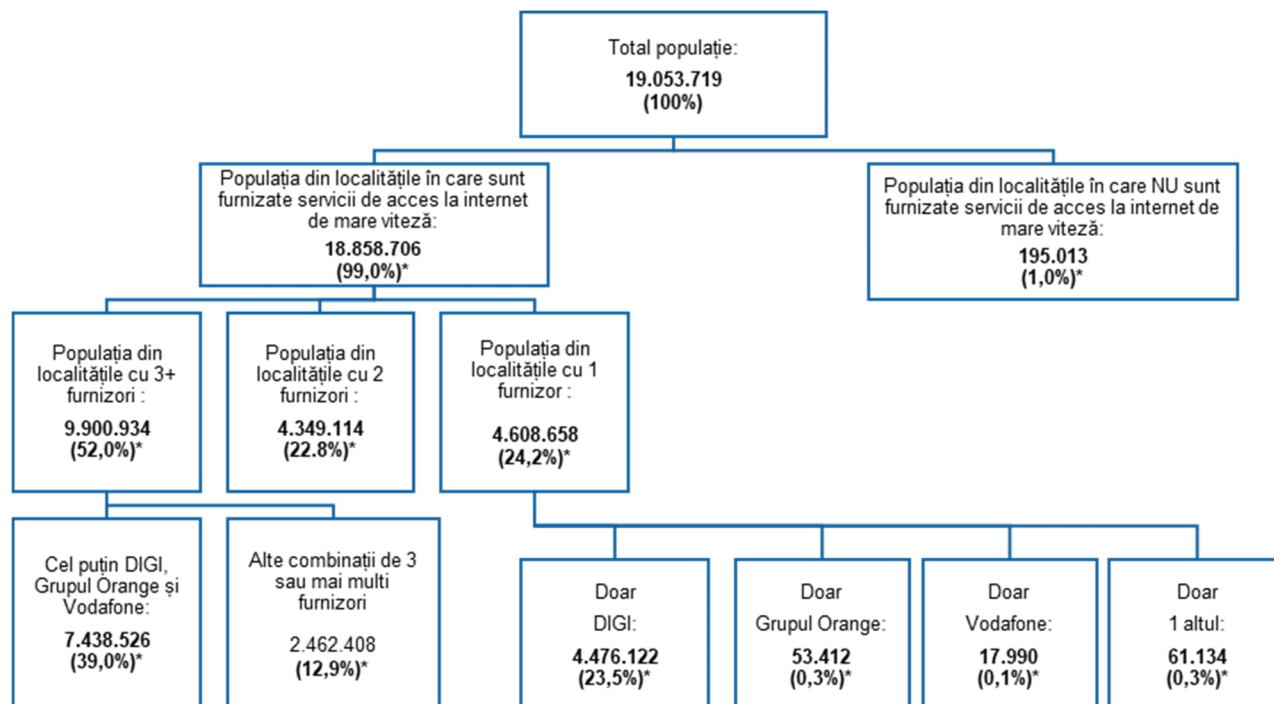 Total populație:
19.053.719
(100%)
Populația din localitățile în care sunt
furnizate servicii de acces la internet
de mare viteză:
18.858.706
(99,0%)*
Populația din localitățile în care NU sunt
furnizate servicii de acces la internet de
mare viteză:
195.013
(1,0%)*
Populația din
localitățile cu 3+
furnizori :
9.900.934
(52,0%)*
Populația din
localitățile cu 2
furnizori :
4.349.114
(22.8%)*
Populația din
localitățile cu 1
furnizor :
4.608.658
(24,2%)*
Cel puțin DIGI,
Grupul Orange și
Vodafone:
7.438.526
(39,0%)*
Alte combinații de 3
sau mai multi
furnizori
2.462.408
(12,9%)*
Doar
DIGI:
4.476.122
(23,5%)*
Doar
Grupul Orange:
53.412
(0,3%)*
Doar
Vodafone:
17.990
(0,1%)*
Doar
1 altul:
61.134
(0,3%)*